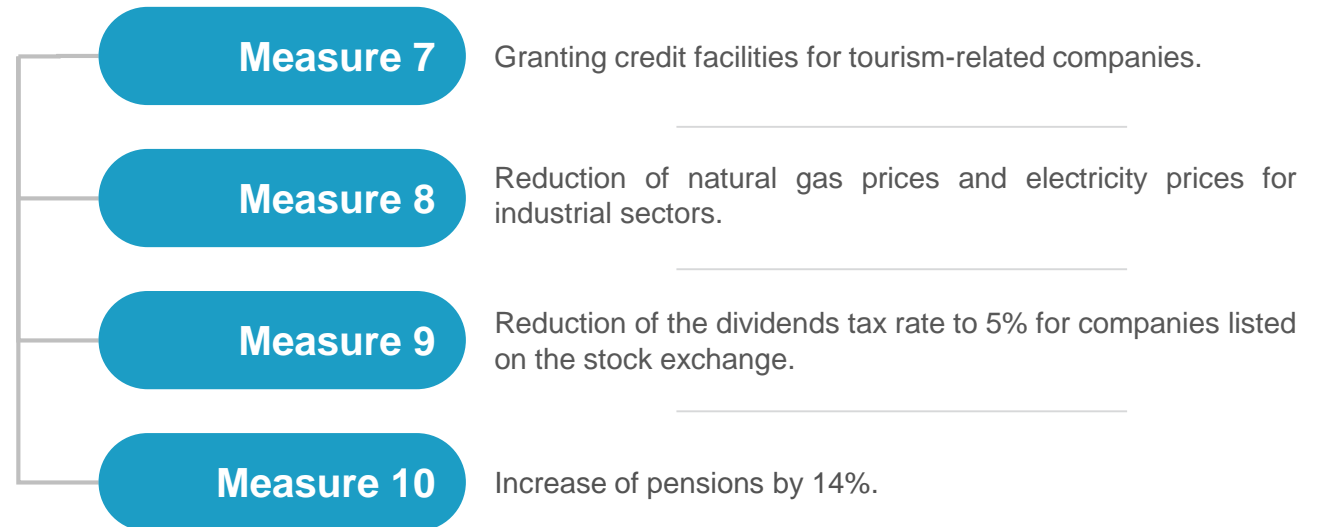 Measure 7
Granting credit facilities for tourism-related companies.
Measure 8
Reduction of natural gas prices and electricity prices for
industrial sectors.
Measure 9
Reduction of the dividends tax rate to 5% for companies listed
on the stock exchange.
Measure 10
Increase of pensions by 14%.